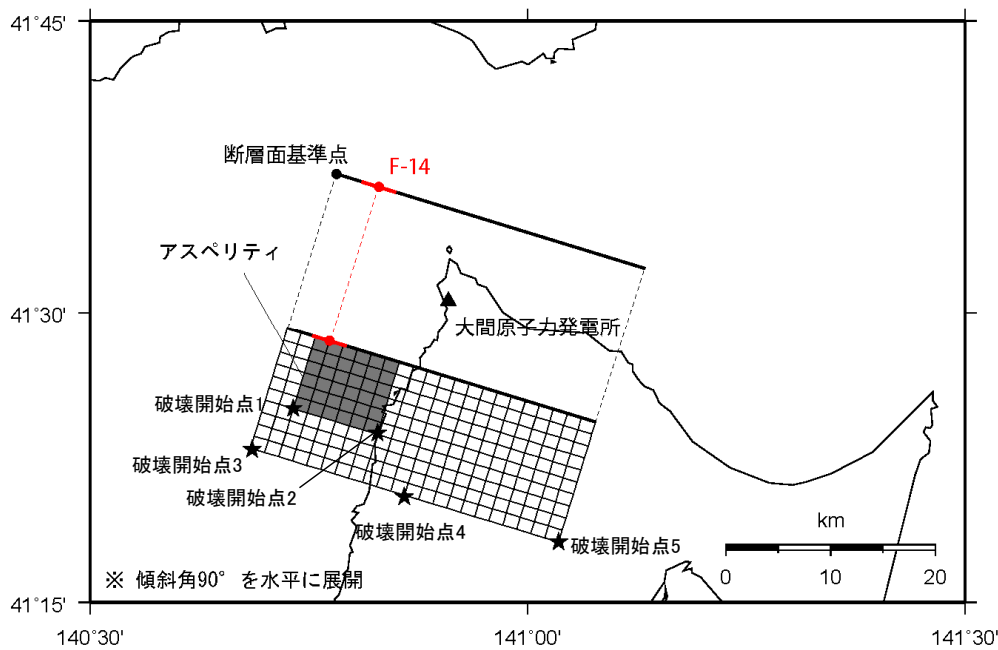 41°45'
断層面基準点
F-14
アスペリティ
41°30'
大間原子力発電所
破壊開始点1
破壊開始点3
破壊開始点2
破壊開始点4
破壊開始点5
km
※ 傾斜角90° を水平に展開
0 10 20
41°15'
140°30' 141°00' 141°30'